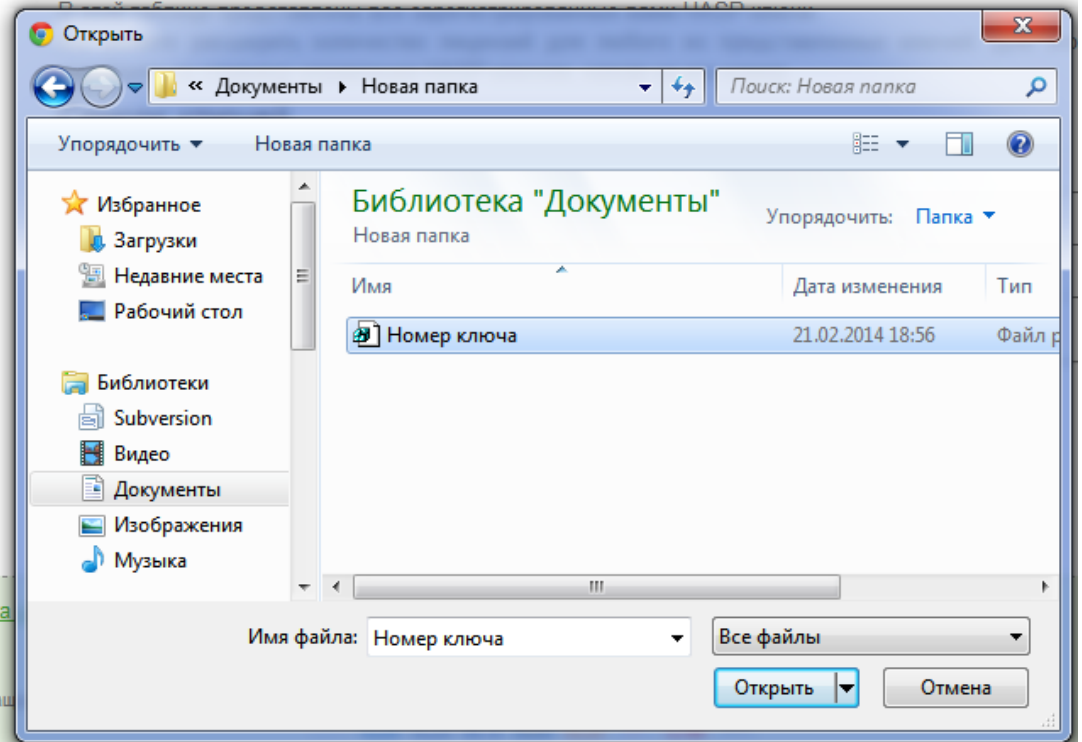 Открыть
« Документы Новая папка
Поиск: Новая папка
Упорядочить Новая папка
Избранное
Загрузки
Недавние места
Рабочий стол
Библиотеки
Subversion
Видео
Документы
Изображения
Музыка
Библиотека "Документы"
Новая папка
Упорядочить: Папка
Имя Дата изменения Тип
Номер ключа 21.02.2014 18:56 Файл
Имя файла: Номер ключа
Все файлы
Открыть Отмена